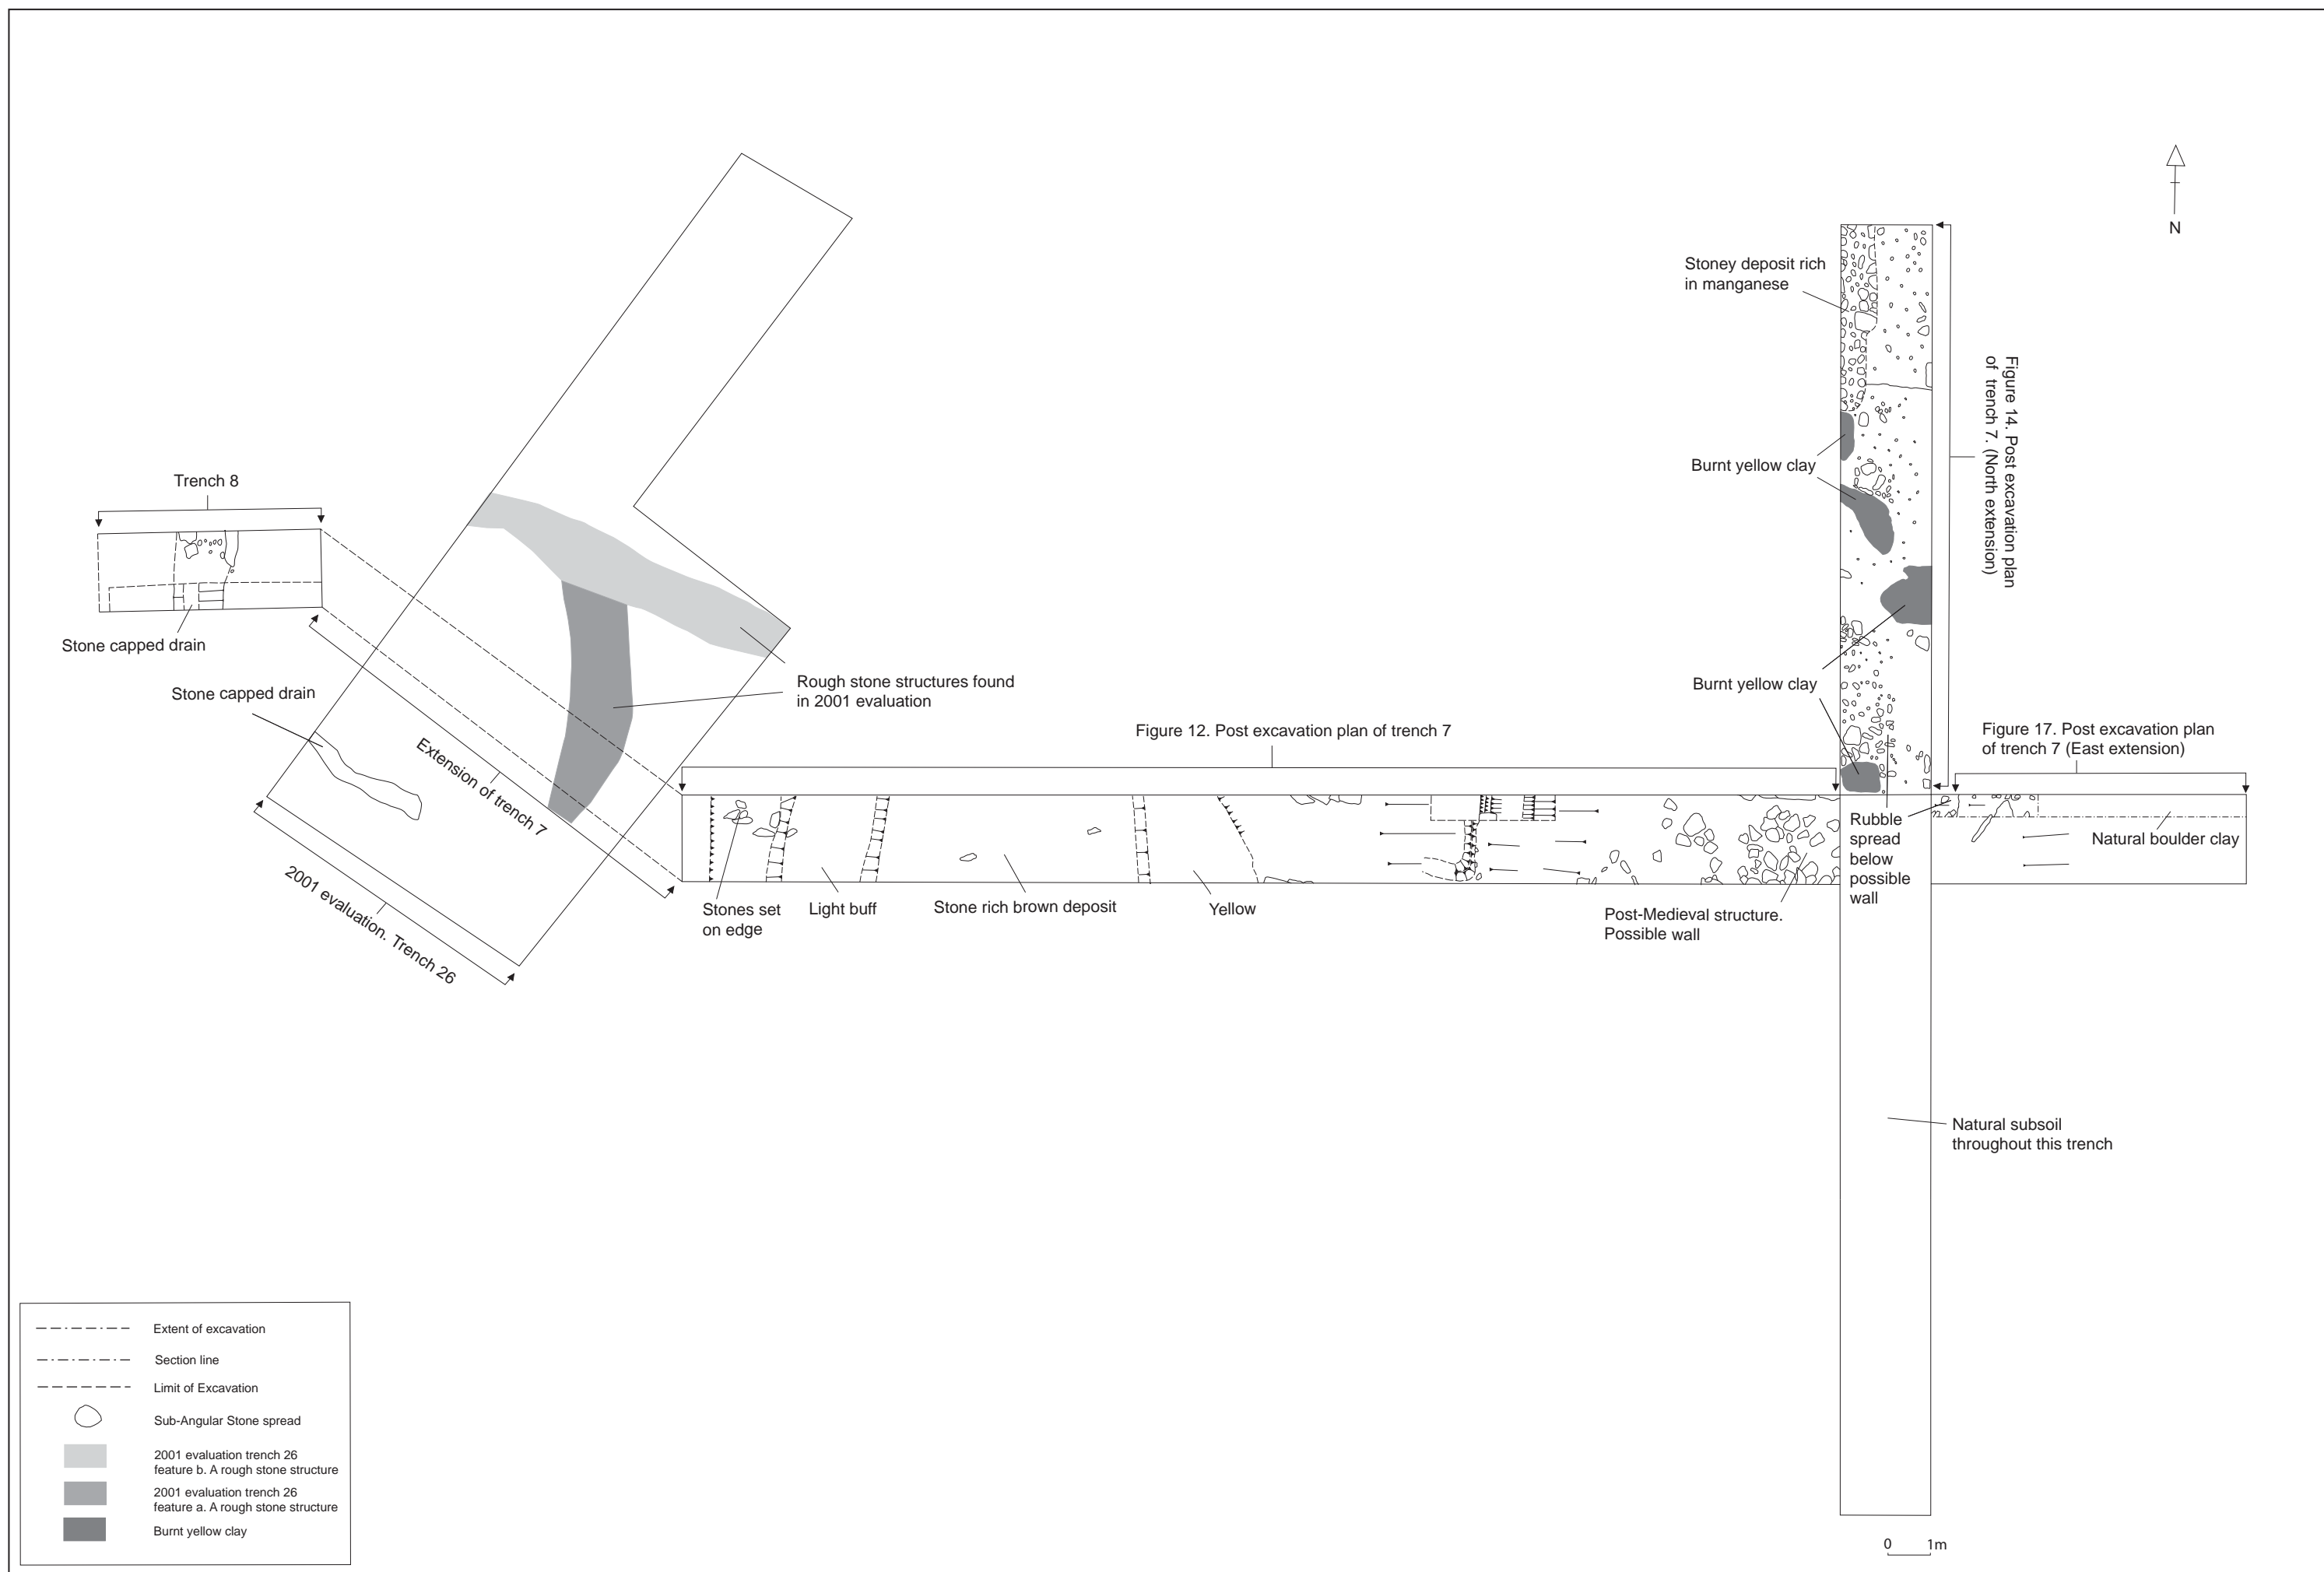 N
Stoney deposit rich
in manganese
Figure 14. Post excavation plan
of trench 7. (North extension)
Burnt yellow clay
Trench 8
Stone capped drain
Stone capped drain
Rough stone structures found
in 2001 evaluation
Burnt yellow clay
Figure 12. Post excavation plan of trench 7
Figure 17. Post excavation plan
of trench 7 (East extension)
Extension of trench 7
2001 evaluation. Trench 26
Rubble
spread
below
possible
wall
Natural boulder clay
Stones set
on edge
Light buff
Stone rich brown deposit
Yellow
Post-Medieval structure.
Possible wall
Natural subsoil
throughout this trench
Extent of excavation
Section line
Limit of Excavation
Sub-Angular Stone spread
2001 evaluation trench 26
feature b. A rough stone structure
2001 evaluation trench 26
feature a. A rough stone structure
Burnt yellow clay
0 1m